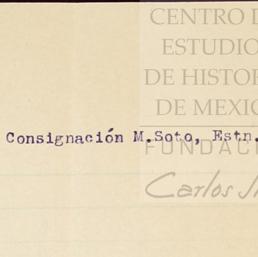 CENTRO D
ESTUDIO
DE HISTOR
DE MEXIC
Consignación M.Soto, Estn.
FUNDACI
Carlos